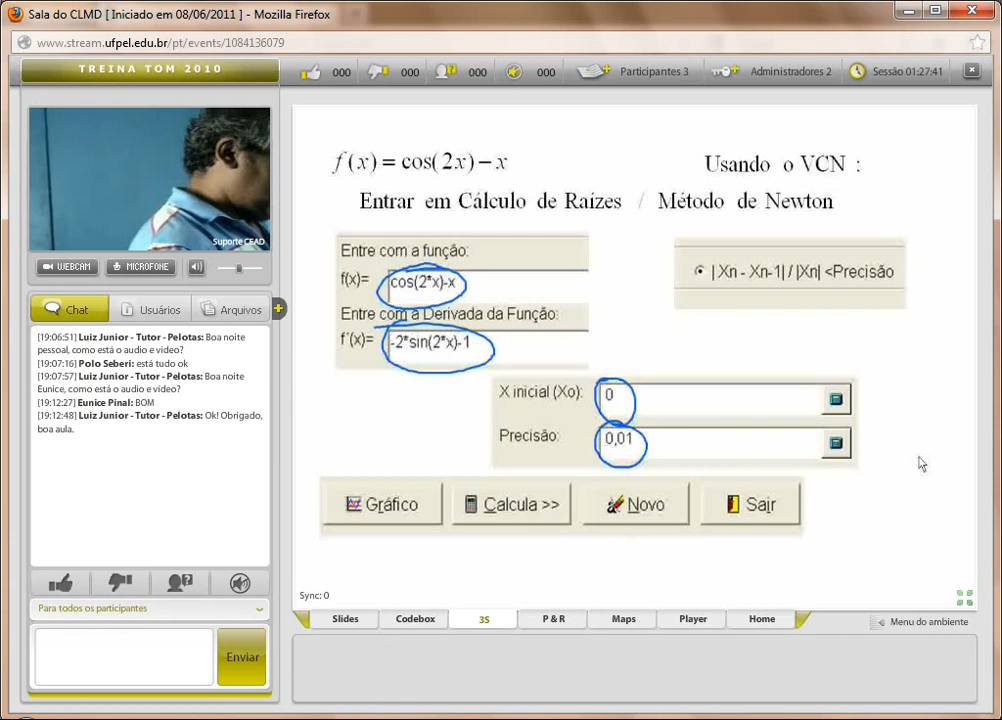 Sala do CLMD [ Iniciado em 08/06/2011 ] - Mozilla Firefox
www.stream.ufpel.edu.br/pt/events/1084136079
TREINA TOM 2010
000
000
000
000
Participantes 3
Administradores 2
Sessão 01:27:41
Suporte CEAD
WEBCAM
MICROFONE
Chat
Usuários
Arquivos
[19:06:51] Luiz Junior - Tutor - Pelotas: Boa noite
pessoal, como está o audio e video?
[19:07:16] Polo Seberi: está tudo ok
[19:07:57] Luiz Junior - Tutor - Pelotas: Boa noite
Eunice, como está o audio e vídeo?
[19:12:27] Eunice Pinal: BOM
[19:12:48] Luiz Junior - Tutor - Pelotas: Ok! Obrigado,
boa aula.
Para todos os participantes
Enviar
f(x) = cos(2x) − x
Usando o VCN :
Entrar em Cálculo de Raízes / Método de Newton
Entre com a função:
f(x)= cos(2*x)-x
Entre com a Derivada da Função:
f´(x)= -2*sin(2*x)-1
| Xn - Xn-1| / |Xn| <Precisão
X inicial (Xo): 0
Precisão: 0,01
Gráfico
Calcula >>
Novo
Sair
Sync: 0
Slides
Codebox
3S
P & R
Maps
Player
Home
Menu do ambiente